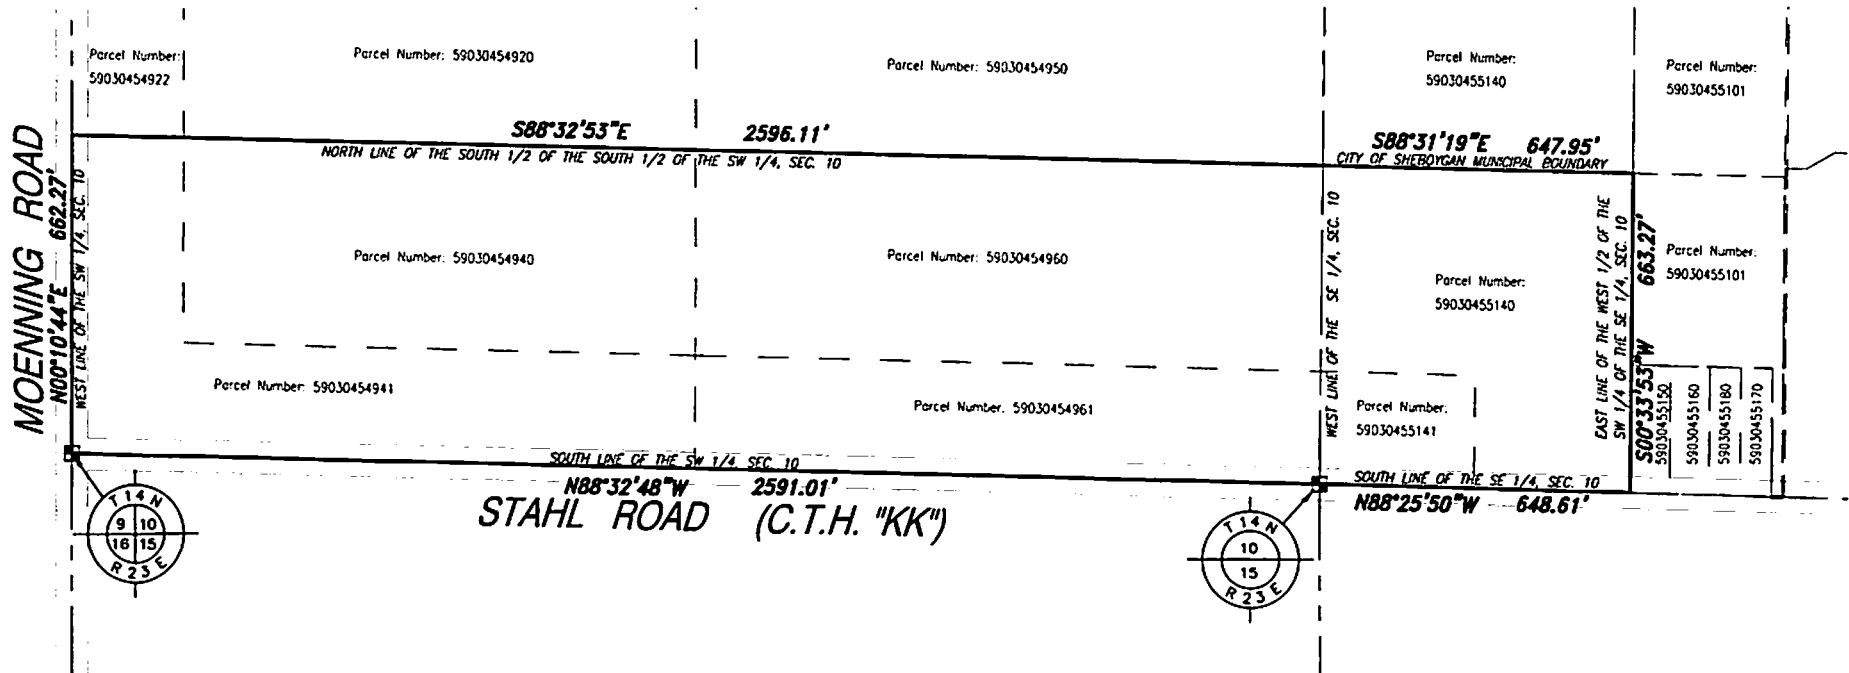 Parcel Number:
59030454922
Parcel Number: 59030454920
Parcel Number: 59030454950
Parcel Number:
59030455140
Parcel Number:
59030455101
S88°32'53"E 2596.11'
NORTH LINE OF THE SOUTH 1/2 OF THE SOUTH 1/2 OF THE SW 1/4, SEC. 10
S88°31'19"E 647.95'
CITY OF SHEBOYGAN MUNICIPAL BOUNDARY
MOENNING ROAD
N00°10'44"E 662.27'
WEST LINE OF THE SW 1/4, SEC. 10
Parcel Number: 59030454940
Parcel Number: 59030454960
WEST LINE OF THE SE 1/4, SEC. 10
Parcel Number:
59030455140
EAST LINE OF THE WEST 1/2 OF THE
SW 1/4 OF THE SE 1/4, SEC. 10
S00°33'53"W 663.27'
Parcel Number:
59030455101
Parcel Number: 59030454941
Parcel Number. 59030454961
Parcel Number:
59030455141
59030455150
59030455160
59030455180
59030455170
SOUTH LINE OF THE SW 1/4, SEC. 10
N88°32'48"W 2591.01'
STAHL ROAD (C.T.H. "KK")
SOUTH LINE OF THE SE 1/4, SEC. 10
N88°25'50"W 648.61'
T 14 N
9 10
16 15
R 23 E
T 14 N
10
15
R 23 E